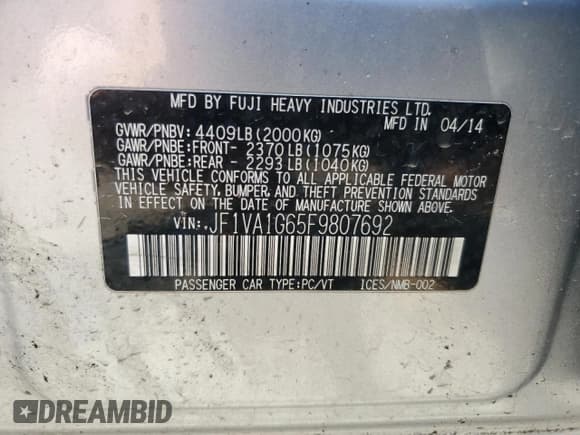 MFD BY FUJI HEAVY INDUSTRIES LTD.
MFD IN 04/14
GVWR/PNBV: 4409LB(2000KG)
GAWR/PNBE:FRONT- 2370LB(1075KG)
GAWR/PNBE:REAR - 2293LB(1040KG)
THIS VEHICLE CONFORMS TO ALL APPLICABLE FEDERAL MOTOR
VEHICLE SAFETY, BUMPER, AND THEFT PREVENTION STANDARDS
IN EFFECT ON THE DATE OF MANUFACTURE SHOWN ABOVE.
VIN: JF1VA1G65F9807692
PASSENGER CAR TYPE:PC/VT ICES/NMB-002
DREAMBID